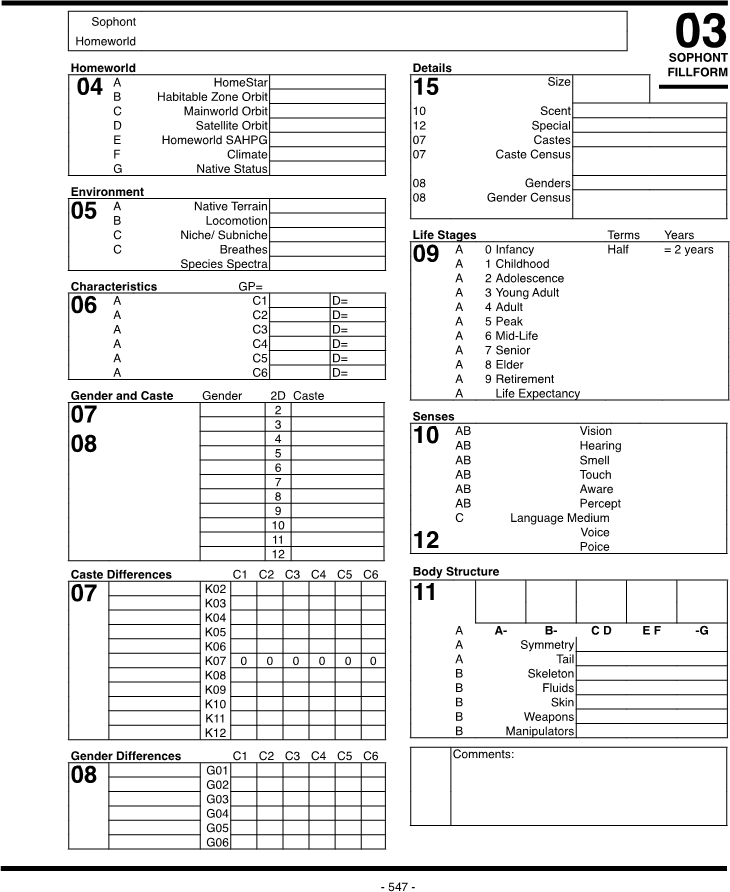 Sophont
Homeworld
03
SOPHONT
FILLFORM
Homeworld
04 A HomeStar
B Habitable Zone Orbit
C Mainworld Orbit
D Satellite Orbit
E Homeworld SAHPG
F Climate
G Native Status
Environment
05 A Native Terrain
B Locomotion
C Niche/ Subniche
C Breathes
Species Spectra
Characteristics GP=
06 A C1 D=
A C2 D=
A C3 D=
A C4 D=
A C5 D=
A C6 D=
Gender and Caste Gender 2D Caste
07 2
3
08 4
5
6
7
8
9
10
11
12
Caste Differences C1 C2 C3 C4 C5 C6
07 K02
K03
K04
K05
K06
K07 0 0 0 0 0 0
K08
K09
K10
K11
K12
Gender Differences C1 C2 C3 C4 C5 C6
08 G01
G02
G03
G04
G05
G06
Details
15 Size
10 Scent
12 Special
07 Castes
07 Caste Census
08 Genders
08 Gender Census
Life Stages Terms Years
09 A 0 Infancy Half = 2 years
A 1 Childhood
A 2 Adolescence
A 3 Young Adult
A 4 Adult
A 5 Peak
A 6 Mid-Life
A 7 Senior
A 8 Elder
A 9 Retirement
A Life Expectancy
Senses
10 AB Vision
AB Hearing
AB Smell
AB Touch
AB Aware
AB Percept
C Language Medium
12 Voice
Poice
Body Structure
11
A A- B- C D E F -G
A Symmetry
A Tail
B Skeleton
B Fluids
B Skin
B Weapons
B Manipulators
Comments:
- 547 -